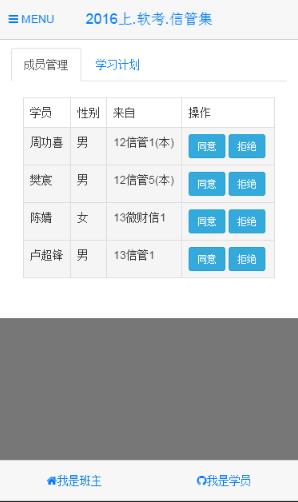 MENU 2016上.软考.信管集
成员管理 学习计划
学员 性别 来自 操作
周功喜 男 12信管1(本) 同意 拒绝
樊宸 男 12信管5(本) 同意 拒绝
陈婧 女 13微财信1 同意 拒绝
卢超锋 男 13信管1 同意 拒绝
我是班主 我是学员